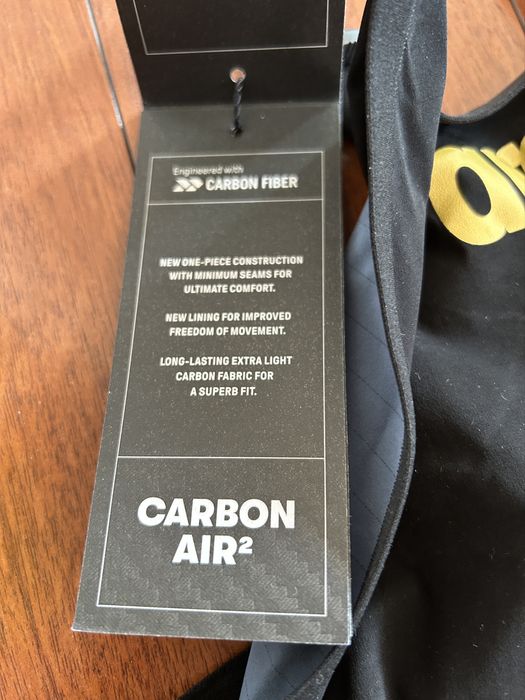 Engineered with
CARBON FIBER
NEW ONE-PIECE CONSTRUCTION
WITH MINIMUM SEAMS FOR
ULTIMATE COMFORT.
NEW LINING FOR IMPROVED
FREEDOM OF MOVEMENT.
LONG-LASTING EXTRA LIGHT
CARBON FABRIC FOR
A SUPERB FIT.
CARBON
AIR²